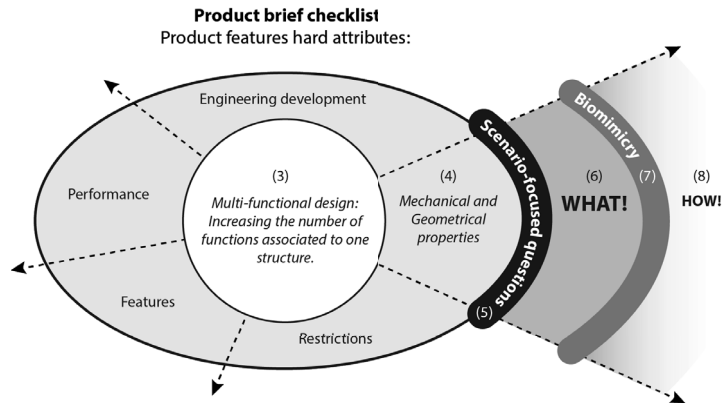 Product brief checklist
Product features hard attributes:
Engineering development
Performance
Features
Restrictions
(3)
Multi-functional design:
Increasing the number of
functions associated to one
structure.
(4)
Mechanical and
Geometrical
properties
Scenario-focused questions
(5)
(6)
WHAT!
Biomimicry
(7)
(8)
HOW!